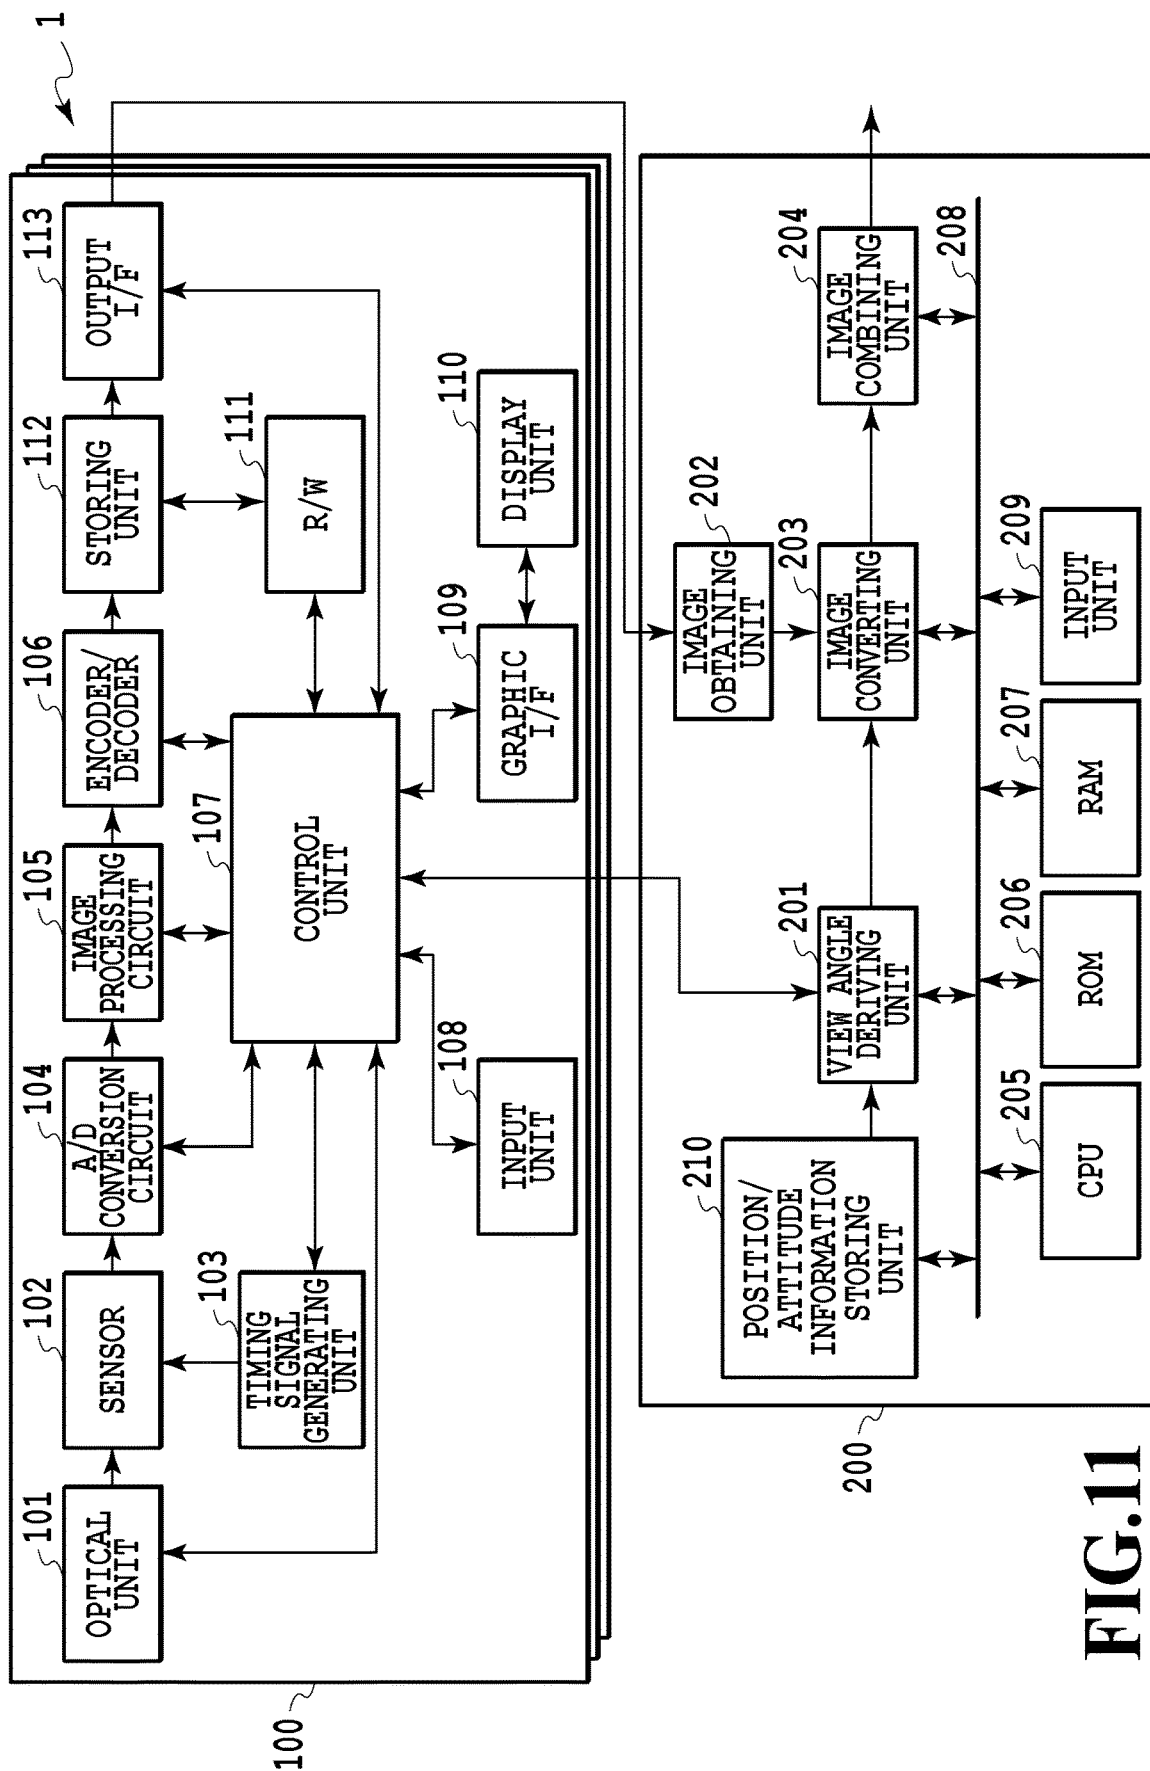 1
100
101
OPTICAL
UNIT
102
SENSOR
104
A/D
CONVERSION
CIRCUIT
105
IMAGE
PROCESSING
CIRCUIT
106
ENCODER/
DECODER
112
STORING
UNIT
113
OUTPUT
I/F
103
TIMING
SIGNAL
GENERATING
UNIT
107
CONTROL
UNIT
111
R/W
108
INPUT
UNIT
109
GRAPHIC
I/F
110
DISPLAY
UNIT
200
210
POSITION/
ATTITUDE
INFORMATION
STORING
UNIT
201
VIEW ANGLE
DERIVING
UNIT
202
IMAGE
OBTAINING
UNIT
203
IMAGE
CONVERTING
UNIT
204
IMAGE
COMBINING
UNIT
208
205
CPU
206
ROM
207
RAM
209
INPUT
UNIT
FIG.11